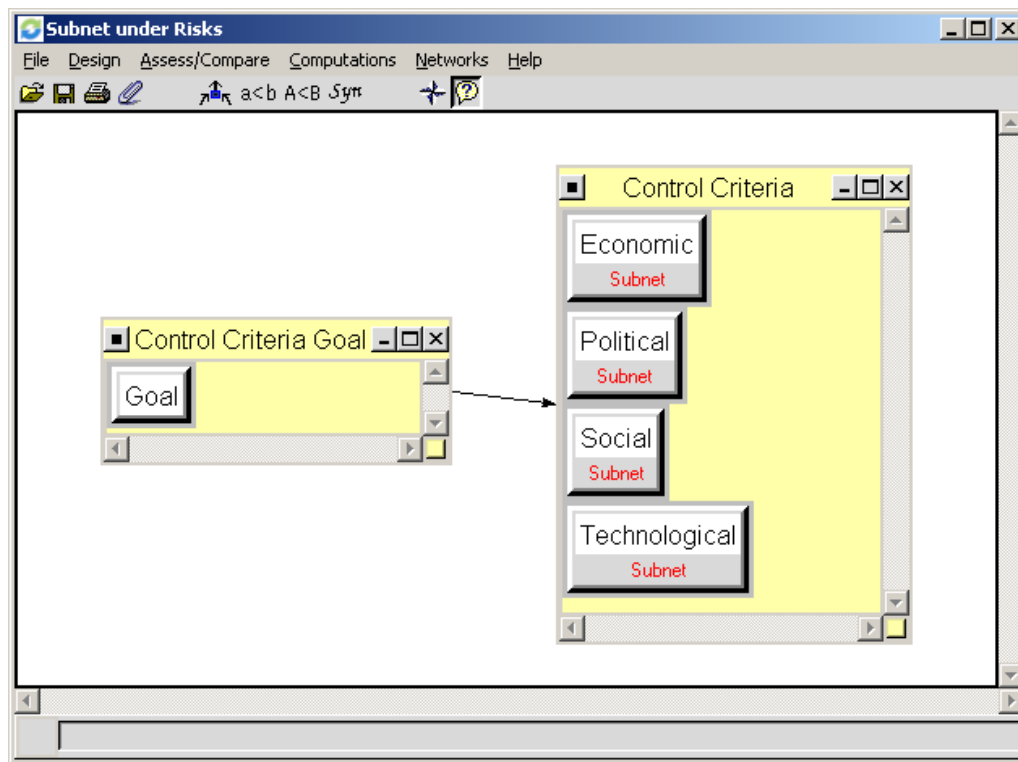 Subnet under Risks
File Design Assess/Compare Computations Networks Help
a<b A<B Syn
Control Criteria
Economic
Subnet
Political
Subnet
Social
Subnet
Technological
Subnet
Control Criteria Goal
Goal